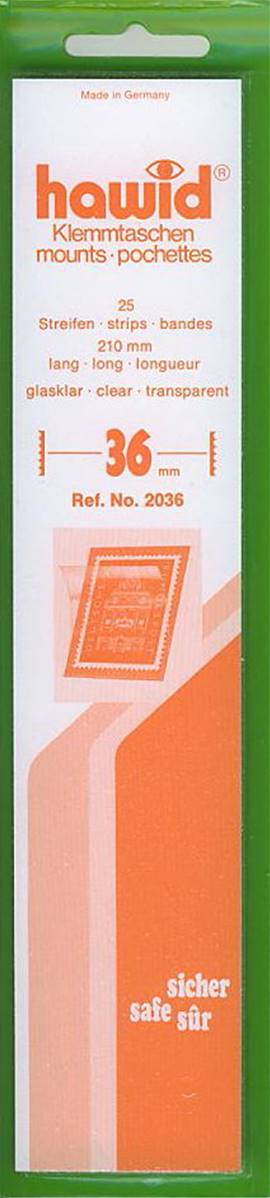 Made in Germany
hawid®
Klemmtaschen
mounts · pochettes
25
Streifen · strips · bandes
210 mm
lang · long · longueur
glasklar · clear · transparent
36 mm
Ref. No. 2036
sicher
safe sûr